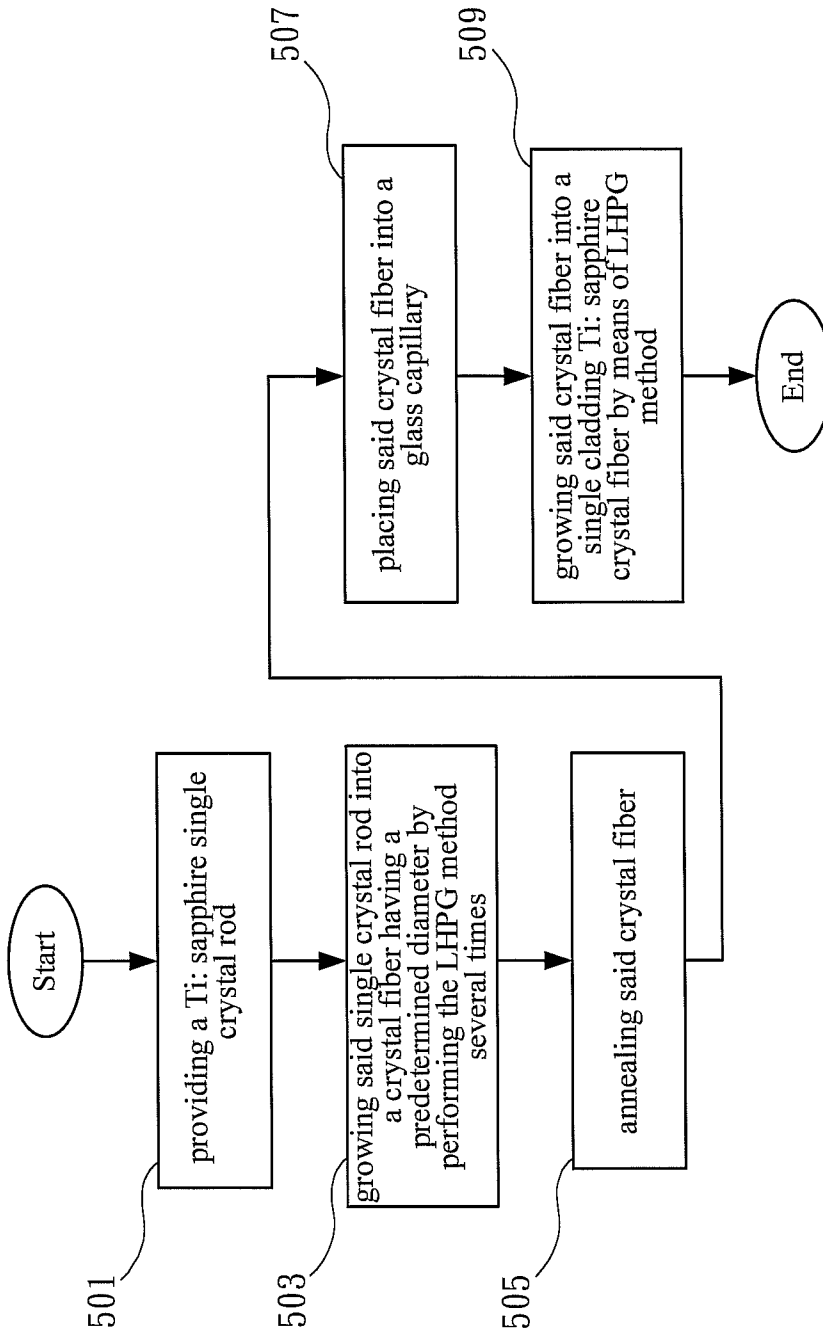 Start
501
providing a Ti: sapphire single
crystal rod
503
growing said single crystal rod into
a crystal fiber having a
predetermined diameter by
performing the LHPG method
several times
505
annealing said crystal fiber
507
placing said crystal fiber into a
glass capillary
509
growing said crystal fiber into a
single cladding Ti: sapphire
crystal fiber by means of LHPG
method
End